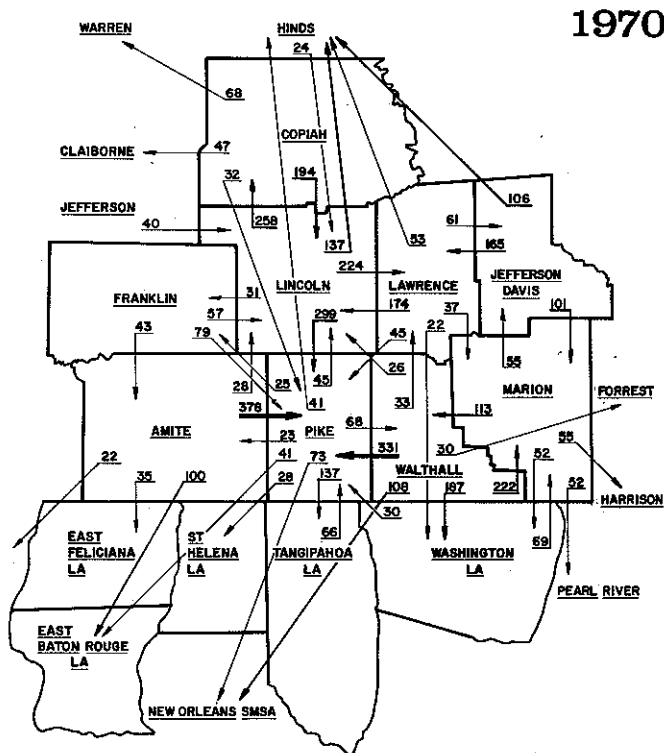 1970
WARREN
HINDS
24
68
COPIAH
CLAIBORNE
47
32
194
JEFFERSON
258
106
40
137
53
61
165
224
LINCOLN
LAWRENCE
JEFFERSON
DAVIS
FRANKLIN
31
174
57
299
37
101
43
79
45
22
28
25
45
26
55
MARION
FORREST
378
41
33
113
AMITE
23
PIKE
68
30
55
22
41
73
331
WALTHALL
52
35
100
28
137
108
187
222
52
HARRISON
30
66
69
EAST
FELICIANA
LA
ST
HELENA
LA
TANGIPAHOA
LA
WASHINGTON
LA
PEARL RIVER
EAST
BATON ROUGE
LA
NEW ORLEANS SMSA